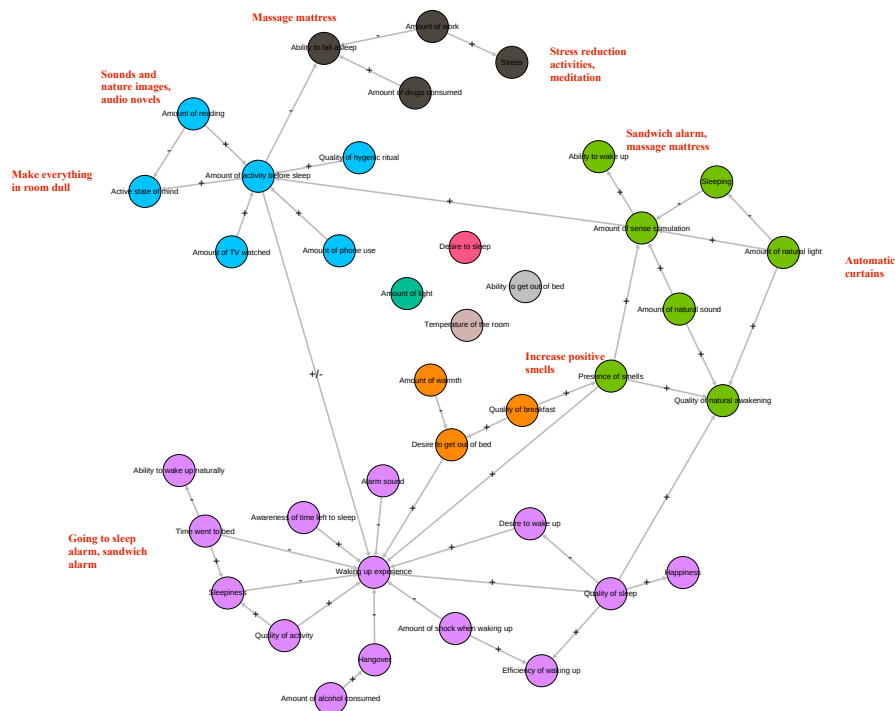 Massage mattress
Amount of work
-
Ability to fall asleep
+
Stress
Stress reduction
activities,
meditation
Sounds and
nature images,
audio novels
-
+
Amount of drugs consumed
Amount of reading
-
+
Sandwich alarm,
massage mattress
Quality of hygenic ritual
Ability to wake up
+
Make everything
in room dull
Amount of activity before sleep
Sleeping
Active state of mind
+
+
+
-
-
+
Amount of sense stimulation
+
Amount of TV watched
Amount of phone use
Desire to sleep
Amount of natural light
Automatic
curtains
+
Ability to get out of bed
Amount of light
+
Amount of natural sound
Temperature of the room
+
+
Increase positive
smells
+
+/-
Amount of warmth
Presence of smells
+
Quality of natural awakening
-
+
Quality of breakfast
+
Desire to get out of bed
Ability to wake up naturally
Alarm sound
+
-
Awareness of time left to sleep
+
Desire to wake up
+
Going to sleep
alarm, sandwich
alarm
Time went to bed
-
+
-
+
-
+
Waking up experience
Happiness
-
+
+
Sleepiness
Quality of sleep
+
+
-
-
Quality of activity
Amount of shock when waking up
+
Hangover
+
Efficiency of waking up
+
Amount of alcohol consumed